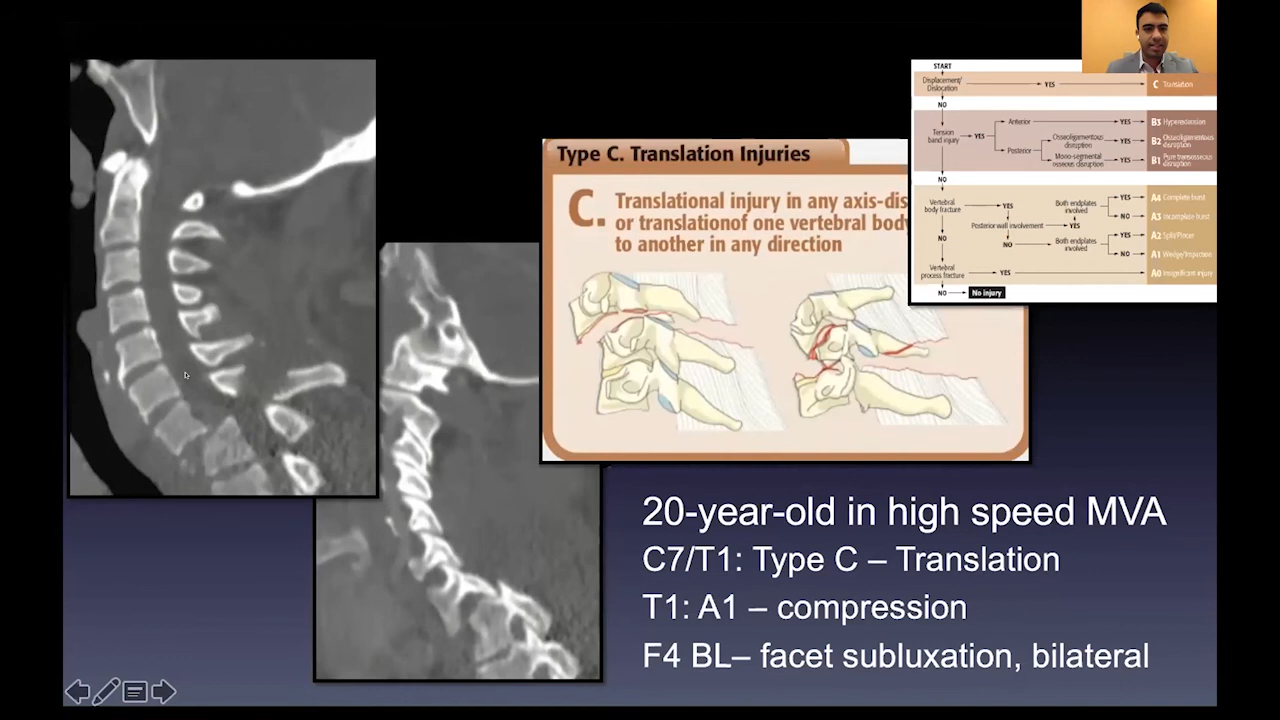 Type C. Translation Injuries
C.
Translational injury in any axis-dis
or translationof one vertebral body
to another in any direction
START
Displacement/
Dislocation
YES
C Translation
NO
Tension
band injury
YES
Anterior
YES
B3 Hyperextension
Posterior
Osseoligamentous
disruption
YES
B2 Osseoligamentous
disruption
Mono-segmental
osseous disruption
YES
B1 Pure transosseous
disruption
NO
Vertebral
body fracture
YES
Both endplates
involved
YES
A4 Complete burst
NO
A3 Incomplete burst
Posterior wall involvement
YES
NO
NO
Both endplates
involved
YES
A2 Split/Pincer
NO
A1 Wedge/Impaction
Vertebral
process fracture
YES
A0 Insignificant injury
NO
No injury
20-year-old in high speed MVA
C7/T1: Type C – Translation
T1: A1 – compression
F4 BL– facet subluxation, bilateral